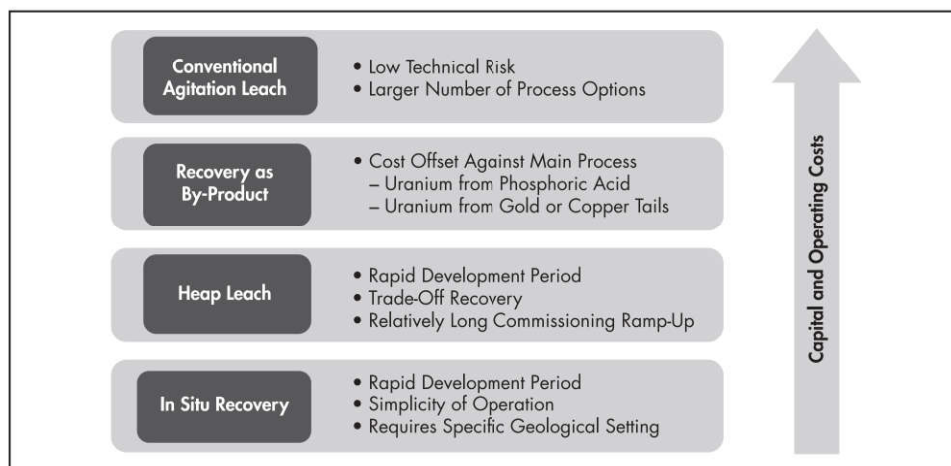 Conventional
Agitation Leach
• Low Technical Risk
• Larger Number of Process Options
Recovery as
By-Product
• Cost Offset Against Main Process
– Uranium from Phosphoric Acid
– Uranium from Gold or Copper Tails
Heap Leach
• Rapid Development Period
• Trade-Off Recovery
• Relatively Long Commissioning Ramp-Up
In Situ Recovery
• Rapid Development Period
• Simplicity of Operation
• Requires Specific Geological Setting
Capital and Operating Costs